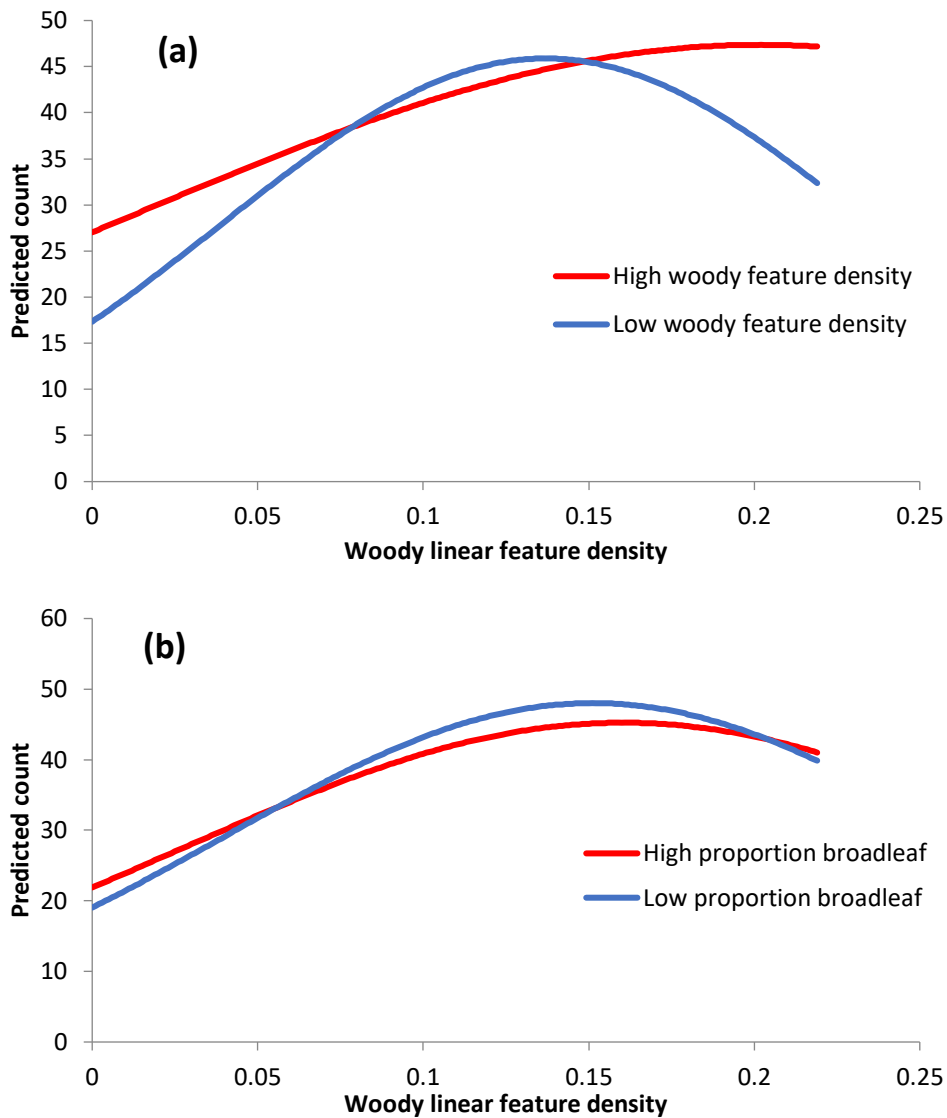 50
(a)
45
40
35
30
25
20
15
10
5
0
Predicted count
High woody feature density
Low woody feature density
0 0.05 0.1 0.15 0.2 0.25
Woody linear feature density
60
(b)
50
40
30
20
10
0
Predicted count
High proportion broadleaf
Low proportion broadleaf
0 0.05 0.1 0.15 0.2 0.25
Woody linear feature density